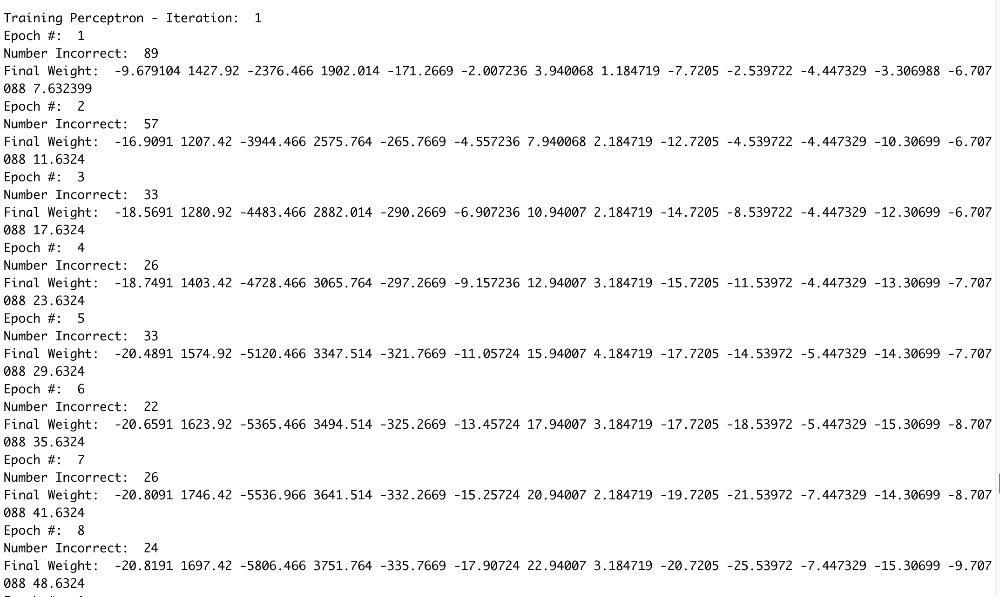 Training Perceptron - Iteration:  1
Epoch #:  1
Number Incorrect:  89
Final Weight:  -9.679104 1427.92 -2376.466 1902.014 -171.2669 -2.007236 3.940068 1.184719 -7.7205 -2.539722 -4.447329 -3.306988 -6.707
088 7.632399
Epoch #:  2
Number Incorrect:  57
Final Weight:  -16.9091 1207.42 -3944.466 2575.764 -265.7669 -4.557236 7.940068 2.184719 -12.7205 -4.539722 -4.447329 -10.30699 -6.707
088 11.6324
Epoch #:  3
Number Incorrect:  33
Final Weight:  -18.5691 1280.92 -4483.466 2882.014 -290.2669 -6.907236 10.94007 2.184719 -14.7205 -8.539722 -4.447329 -12.30699 -6.707
088 17.6324
Epoch #:  4
Number Incorrect:  26
Final Weight:  -18.7491 1403.42 -4728.466 3065.764 -297.2669 -9.157236 12.94007 3.184719 -15.7205 -11.53972 -4.447329 -13.30699 -7.707
088 23.6324
Epoch #:  5
Number Incorrect:  33
Final Weight:  -20.4891 1574.92 -5120.466 3347.514 -321.7669 -11.05724 15.94007 4.184719 -17.7205 -14.53972 -5.447329 -14.30699 -7.707
088 29.6324
Epoch #:  6
Number Incorrect:  22
Final Weight:  -20.6591 1623.92 -5365.466 3494.514 -325.2669 -13.45724 17.94007 3.184719 -17.7205 -18.53972 -5.447329 -15.30699 -8.707
088 35.6324
Epoch #:  7
Number Incorrect:  26
Final Weight:  -20.8091 1746.42 -5536.966 3641.514 -332.2669 -15.25724 20.94007 2.184719 -19.7205 -21.53972 -7.447329 -14.30699 -8.707
088 41.6324
Epoch #:  8
Number Incorrect:  24
Final Weight:  -20.8191 1697.42 -5806.466 3751.764 -335.7669 -17.90724 22.94007 3.184719 -20.7205 -25.53972 -7.447329 -15.30699 -9.707
088 48.6324